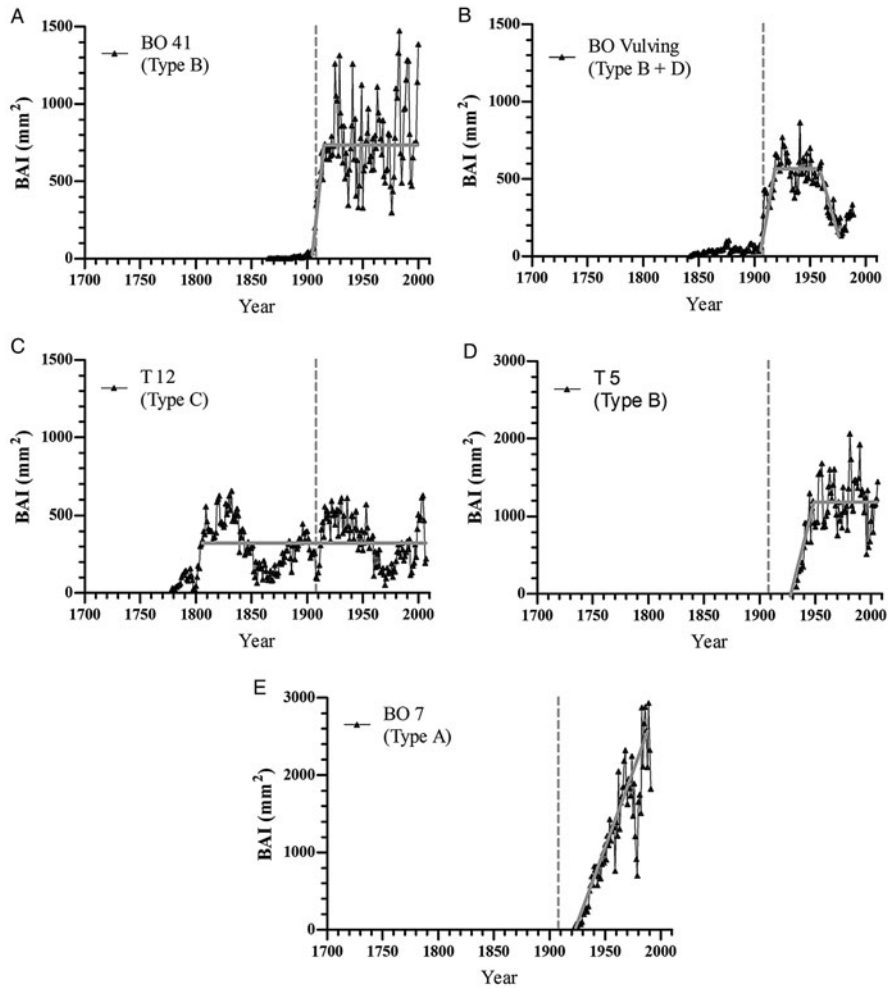 A
BO 41
(Type B)
BAI (mm²)
1500
1000
500
0
1700 1750 1800 1850 1900 1950 2000
Year
B
BO Vulving
(Type B + D)
BAI (mm²)
1500
1000
500
0
1700 1750 1800 1850 1900 1950 2000
Year
C
T 12
(Type C)
BAI (mm²)
1500
1000
500
0
1700 1750 1800 1850 1900 1950 2000
Year
D
T 5
(Type B)
BAI (mm²)
3000
2000
1000
0
1700 1750 1800 1850 1900 1950 2000
Year
E
BO 7
(Type A)
BAI (mm²)
3000
2000
1000
0
1700 1750 1800 1850 1900 1950 2000
Year